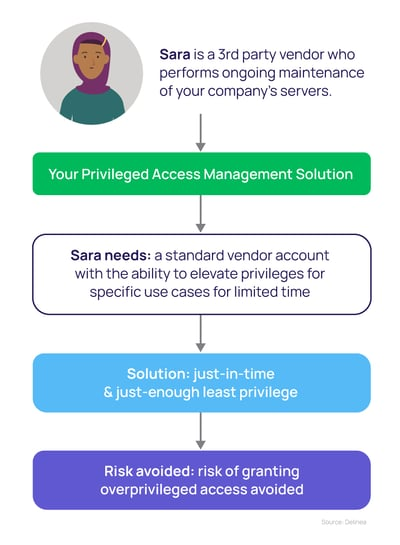 Sara is a 3rd party vendor who
performs ongoing maintenance
of your company's servers.
Your Privileged Access Management Solution
Sara needs: a standard vendor account
with the ability to elevate privileges for
specific use cases for limited time
Solution: just-in-time
& just-enough least privilege
Risk avoided: risk of granting
overprivileged access avoided
Source: Delinea